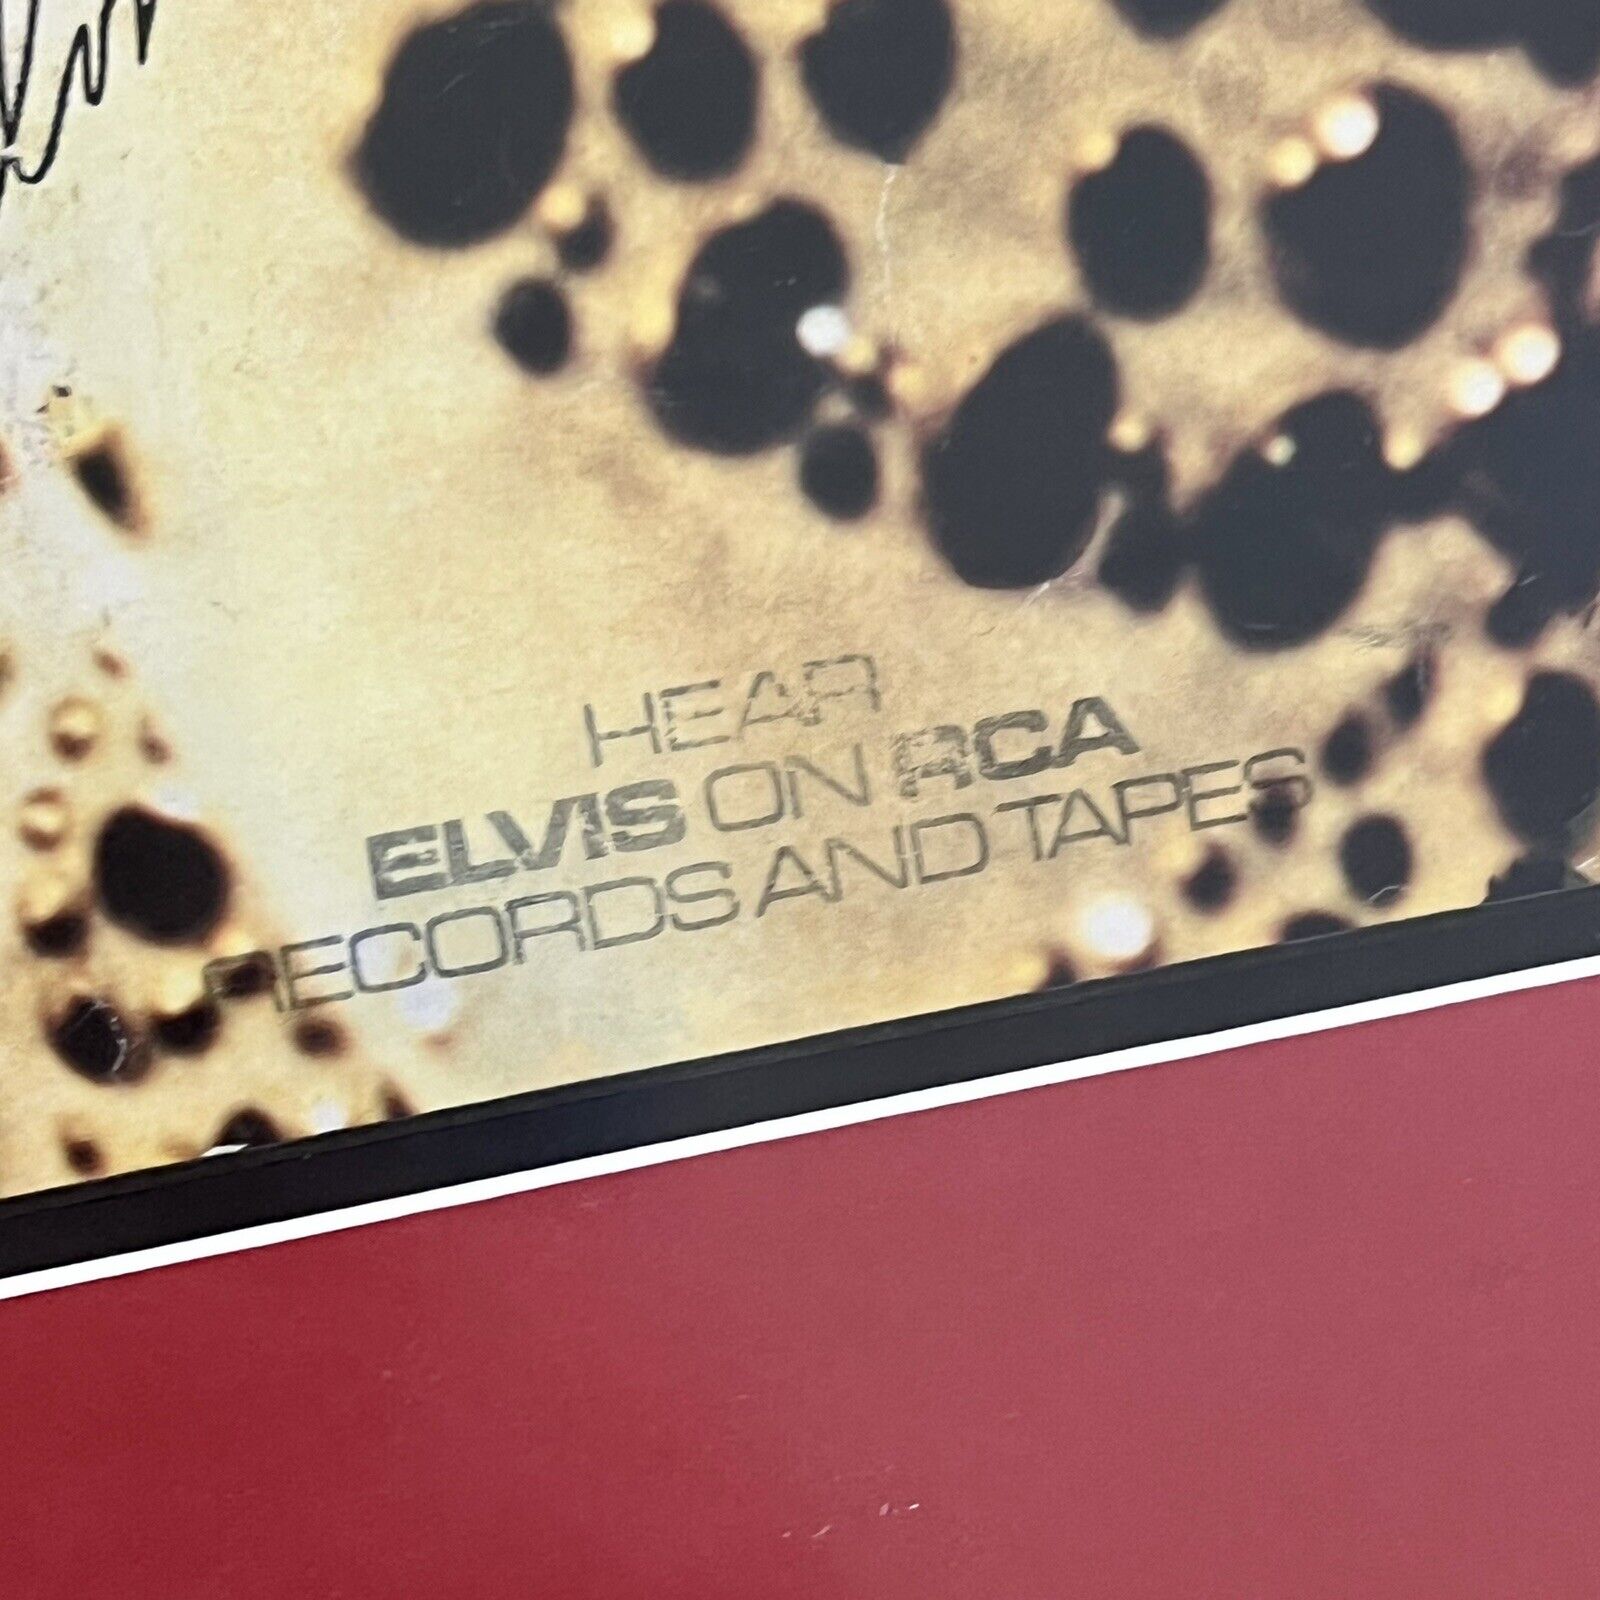 HEAR
ELVIS ON RCA
RECORDS AND TAPES